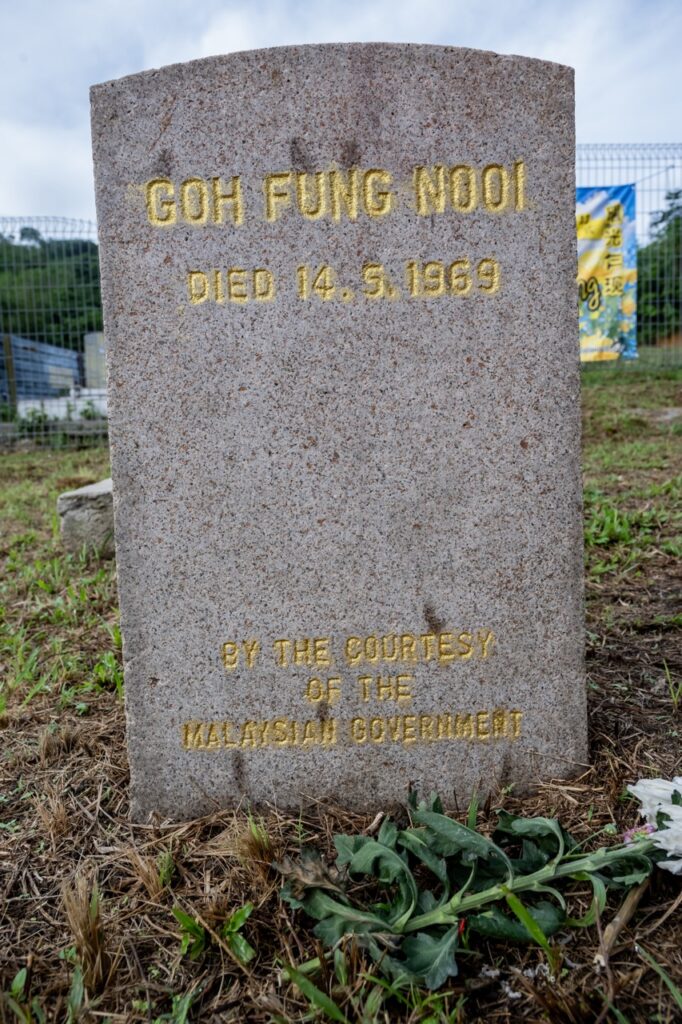 GOH FUNG NOOI
DIED 14.5.1969
BY THE COURTESY
OF THE
MALAYSIAN GOVERNMENT